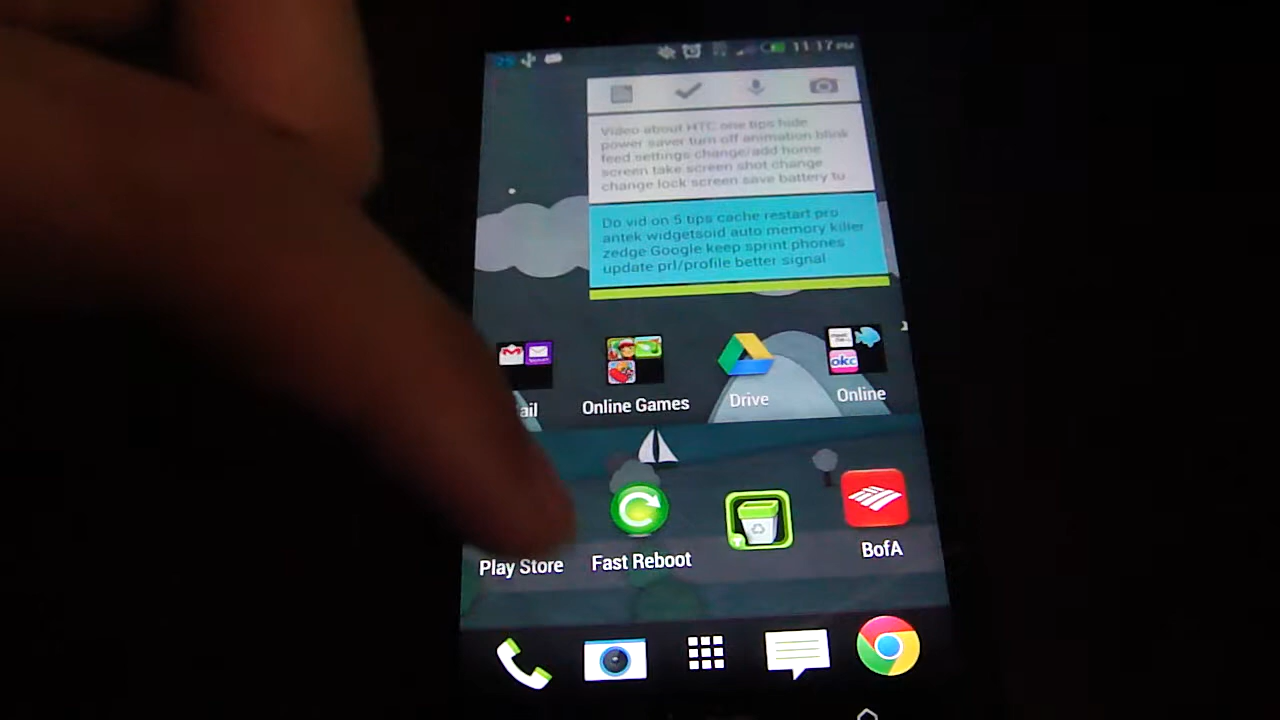 11:17 PM
Video about HTC one tips hide
power saver turn off animation blink
feed settings change/add home
screen take screen shot change
change lock screen save battery tu
Do vid on 5 tips cache restart pro
antek widgetsoid auto memory killer
zedge Google keep sprint phones
update prl/profile better signal
ail
Online Games
Drive
okc
Online
Play Store
Fast Reboot
BofA